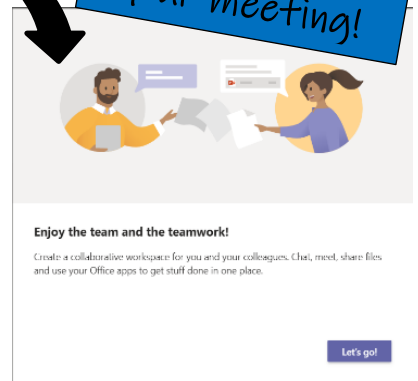 meeting!
Enjoy the team and the teamwork!
Create a collaborative workspace for you and your colleagues. Chat, meet, share files
and use your Office apps to get stuff done in one place.
Let's go!